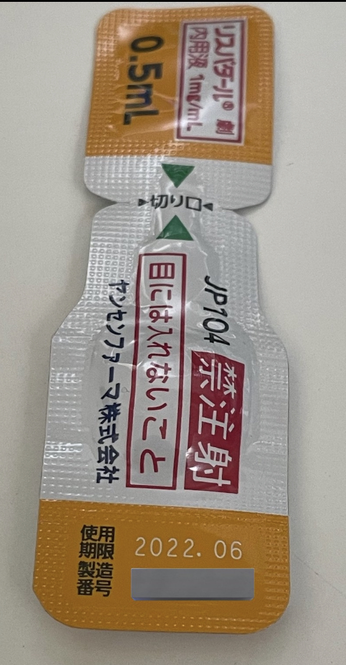 リスパダール® 劇
内用液 1mg/mL
0.5mL
▶切り口◀
JP104
禁注射
目には入れないこと
ヤンセンファーマ株式会社
使用期限 2022.06
製造番号